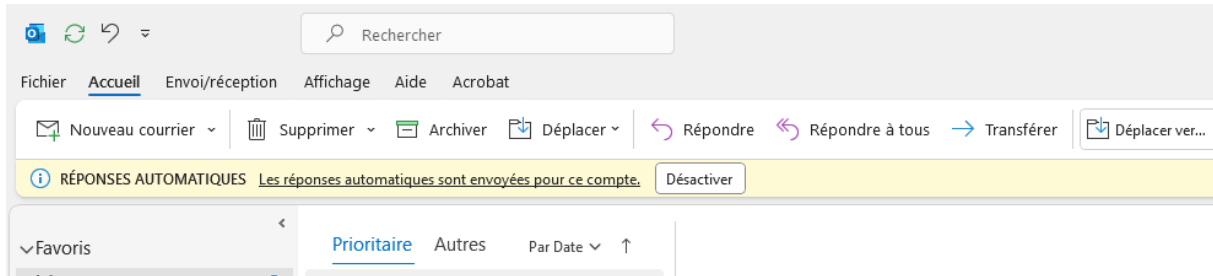 Rechercher
Fichier Accueil Envoi/réception Affichage Aide Acrobat
Nouveau courrier Supprimer Archiver Déplacer Répondre Répondre à tous Transférer Déplacer ver...
RÉPONSES AUTOMATIQUES Les réponses automatiques sont envoyées pour ce compte. Désactiver
Favoris Prioritaire Autres Par Date